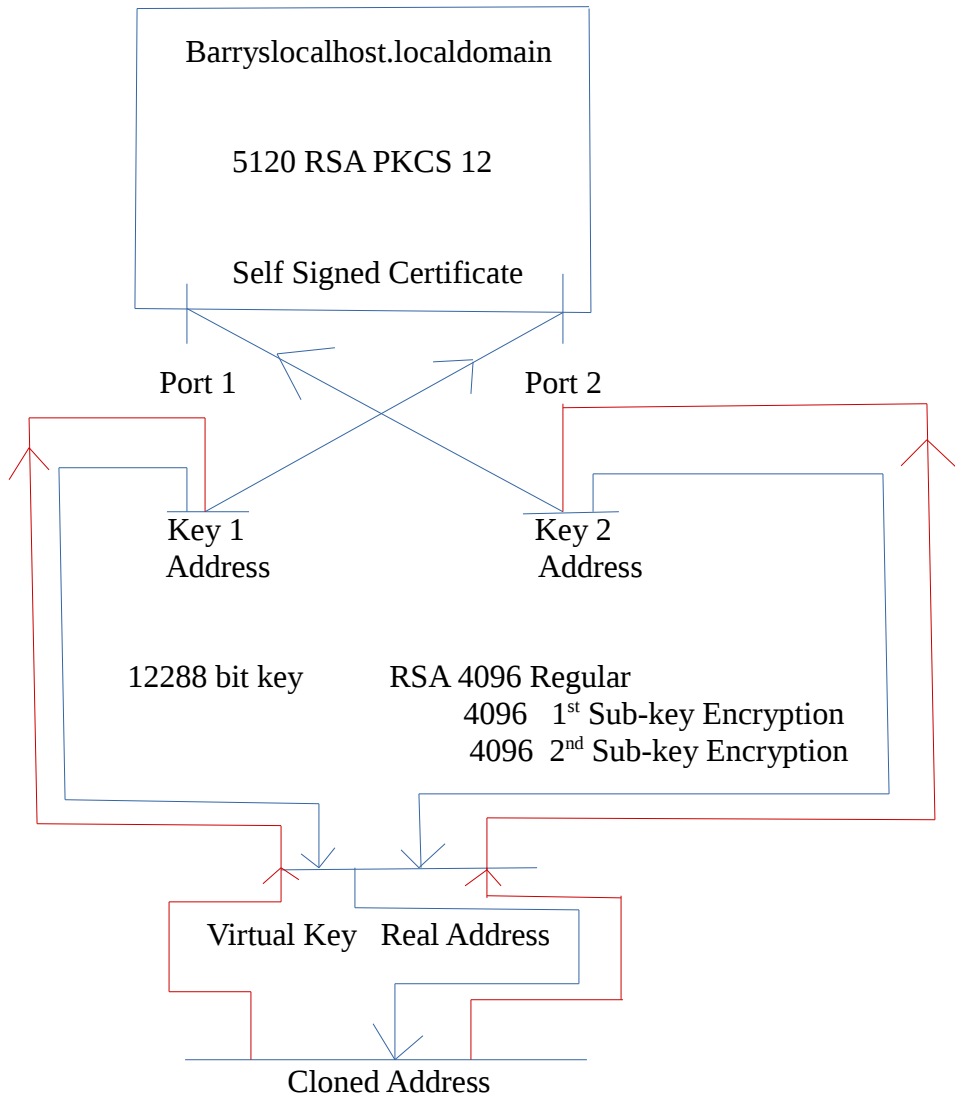 Barryslocalhost.localdomain
5120 RSA PKCS 12
Self Signed Certificate
Port 1 Port 2
Key 1 Key 2
Address Address
12288 bit key RSA 4096 Regular
4096 1st Sub-key Encryption
4096 2nd Sub-key Encryption
Virtual Key Real Address
Cloned Address